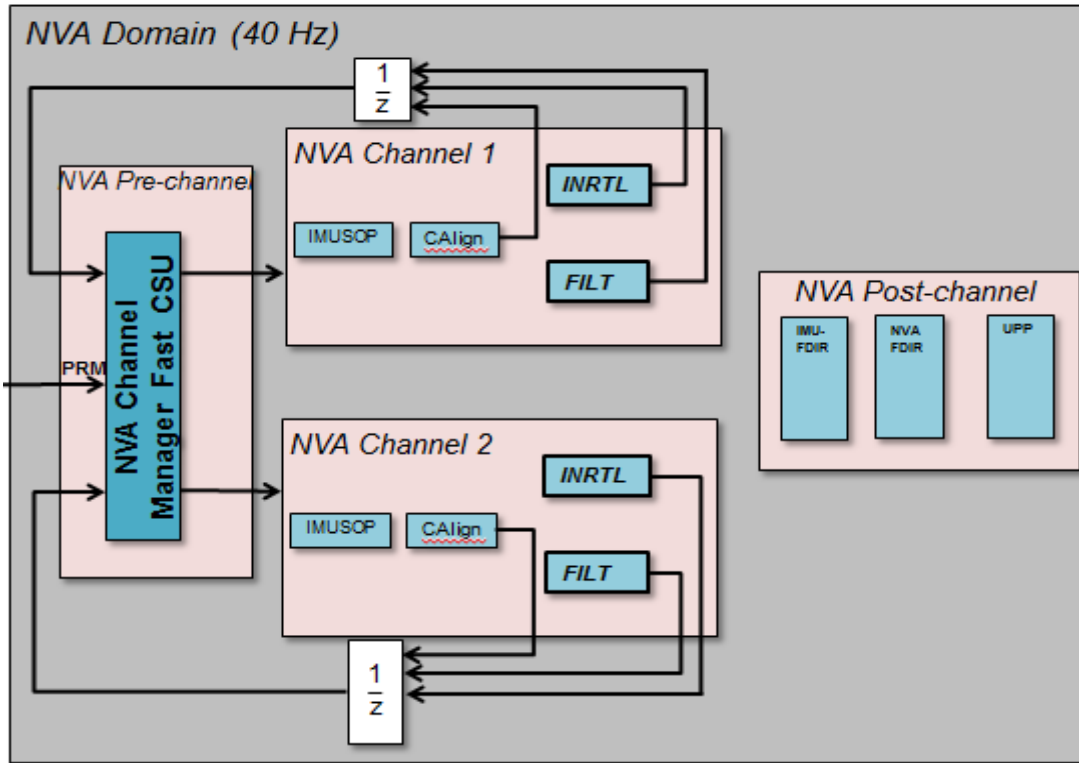 NVA Domain (40 Hz)
1
z
NVA Pre-channel
PRM
NVA Channel
Manager Fast CSU
NVA Channel 1
INRTL
IMUSOP
CAlign
FILT
NVA Channel 2
INRTL
IMUSOP
CAlign
FILT
1
z
NVA Post-channel
IMU-
FDIR
NVA
FDIR
UPP